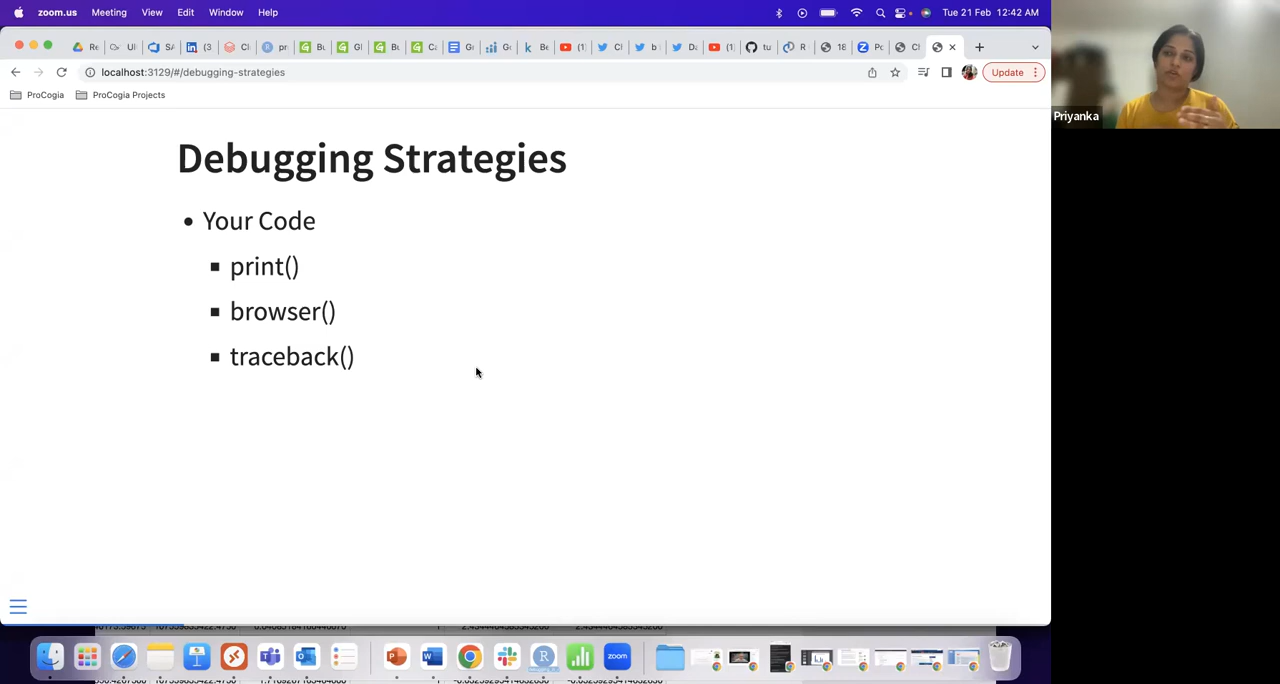 zoom.us Meeting View Edit Window Help Tue 21 Feb 12:42 AM
localhost:3129/#/debugging-strategies Update
ProCogia ProCogia Projects
Priyanka
Debugging Strategies
Your Code
print()
browser()
traceback()
zoom